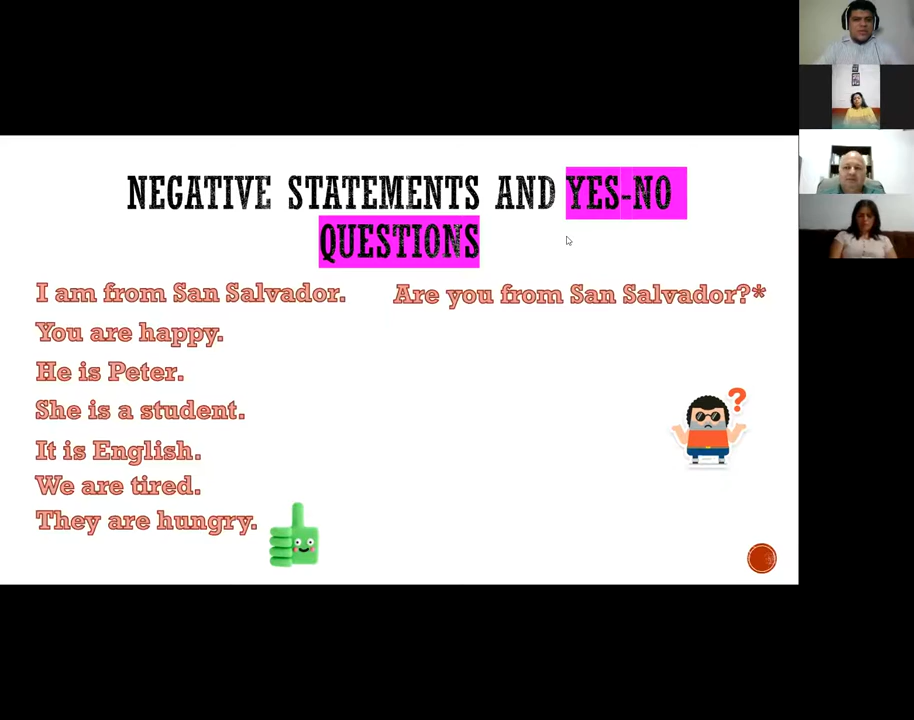 NEGATIVE STATEMENTS AND YES-NO
QUESTIONS
I am from San Salvador.
Are you from San Salvador?*
You are happy.
He is Peter.
She is a student.
It is English.
We are tired.
They are hungry.
?